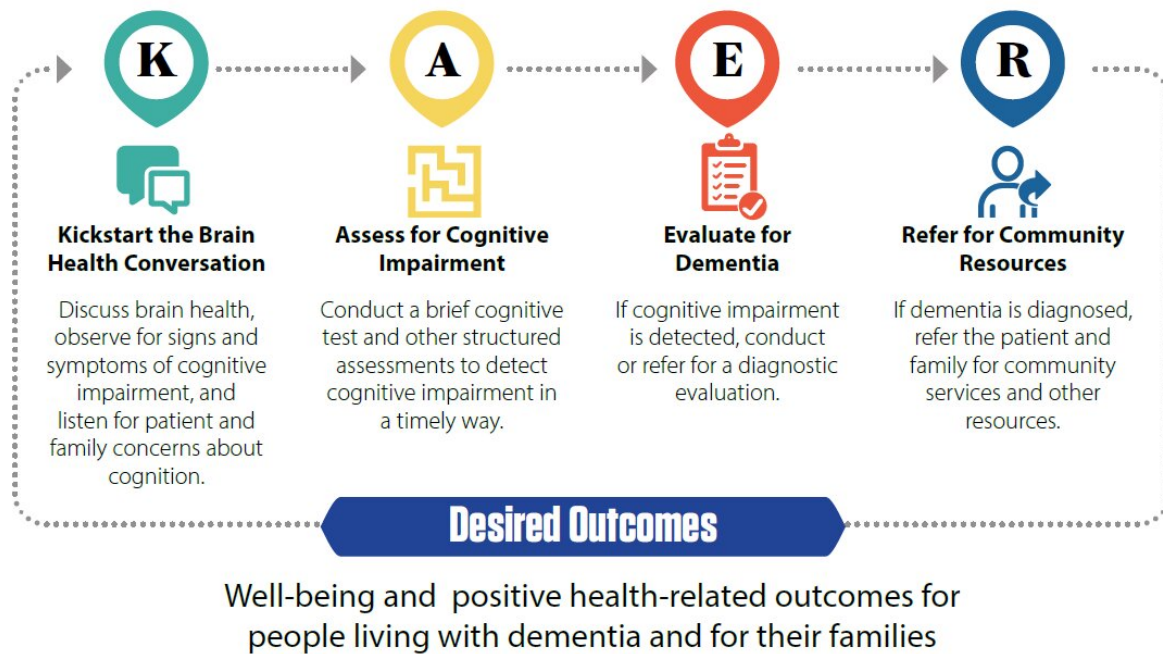 K
A
E
R
Kickstart the Brain
Health Conversation
Discuss brain health,
observe for signs and
symptoms of cognitive
impairment, and
listen for patient and
family concerns about
cognition.
Assess for Cognitive
Impairment
Conduct a brief cognitive
test and other structured
assessments to detect
cognitive impairment in
a timely way.
Evaluate for
Dementia
If cognitive impairment
is detected, conduct
or refer for a diagnostic
evaluation.
Refer for Community
Resources
If dementia is diagnosed,
refer the patient and
family for community
services and other
resources.
Desired Outcomes
Well-being and positive health-related outcomes for
people living with dementia and for their families